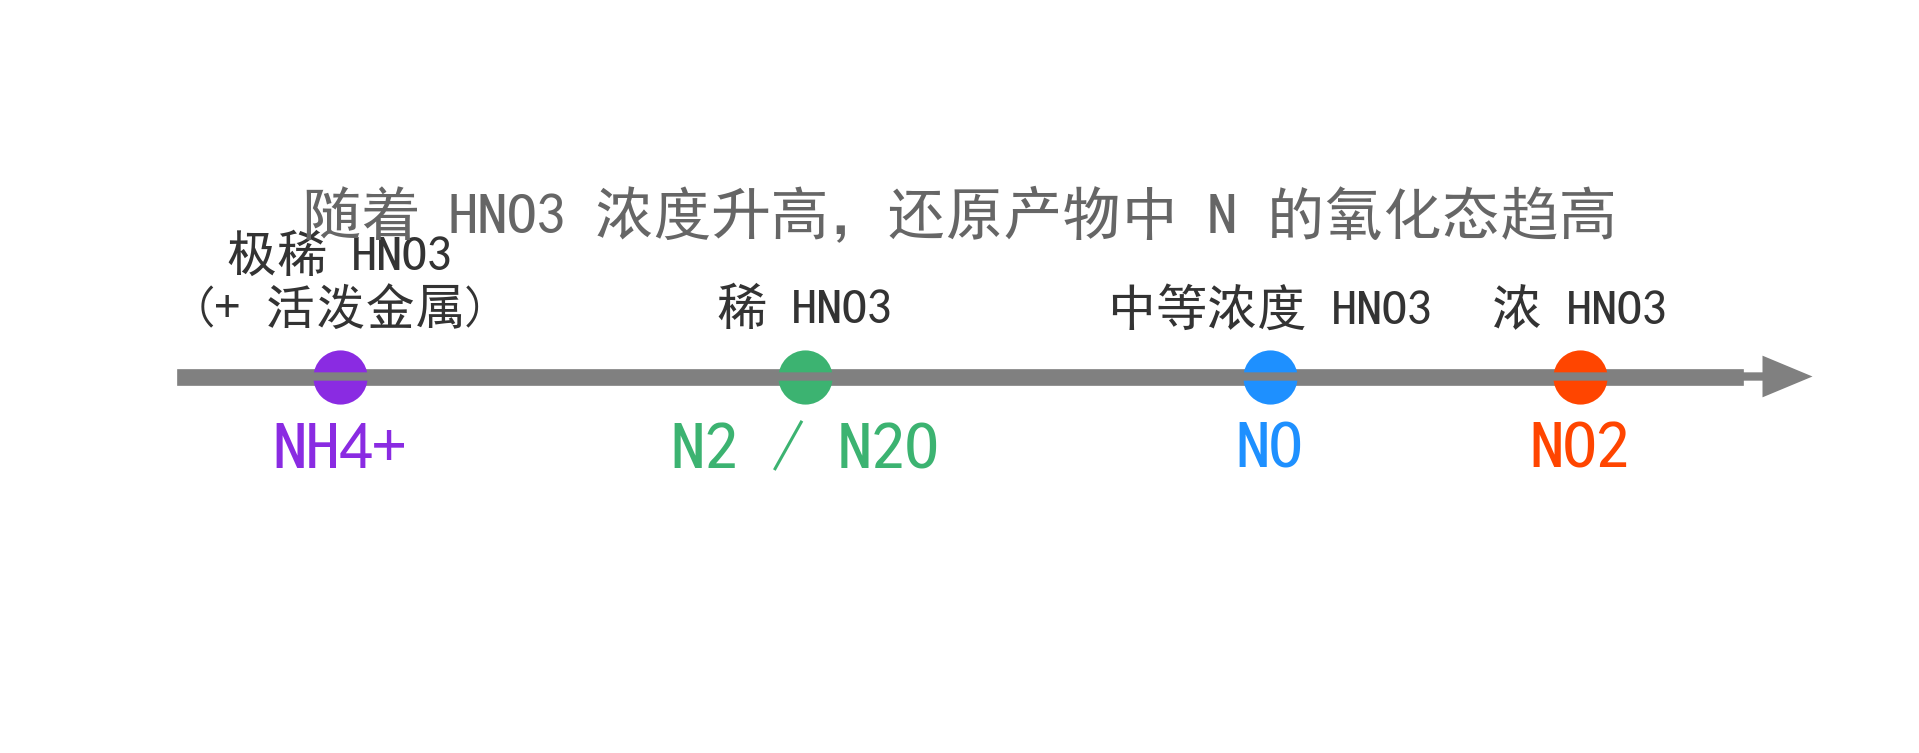 随着 HNO3 浓度升高，还原产物中 N 的氧化态趋高
极稀 HNO3
(+ 活泼金属)
稀 HNO3
中等浓度 HNO3
浓 HNO3
NH4+
N2 / N2O
NO
NO2